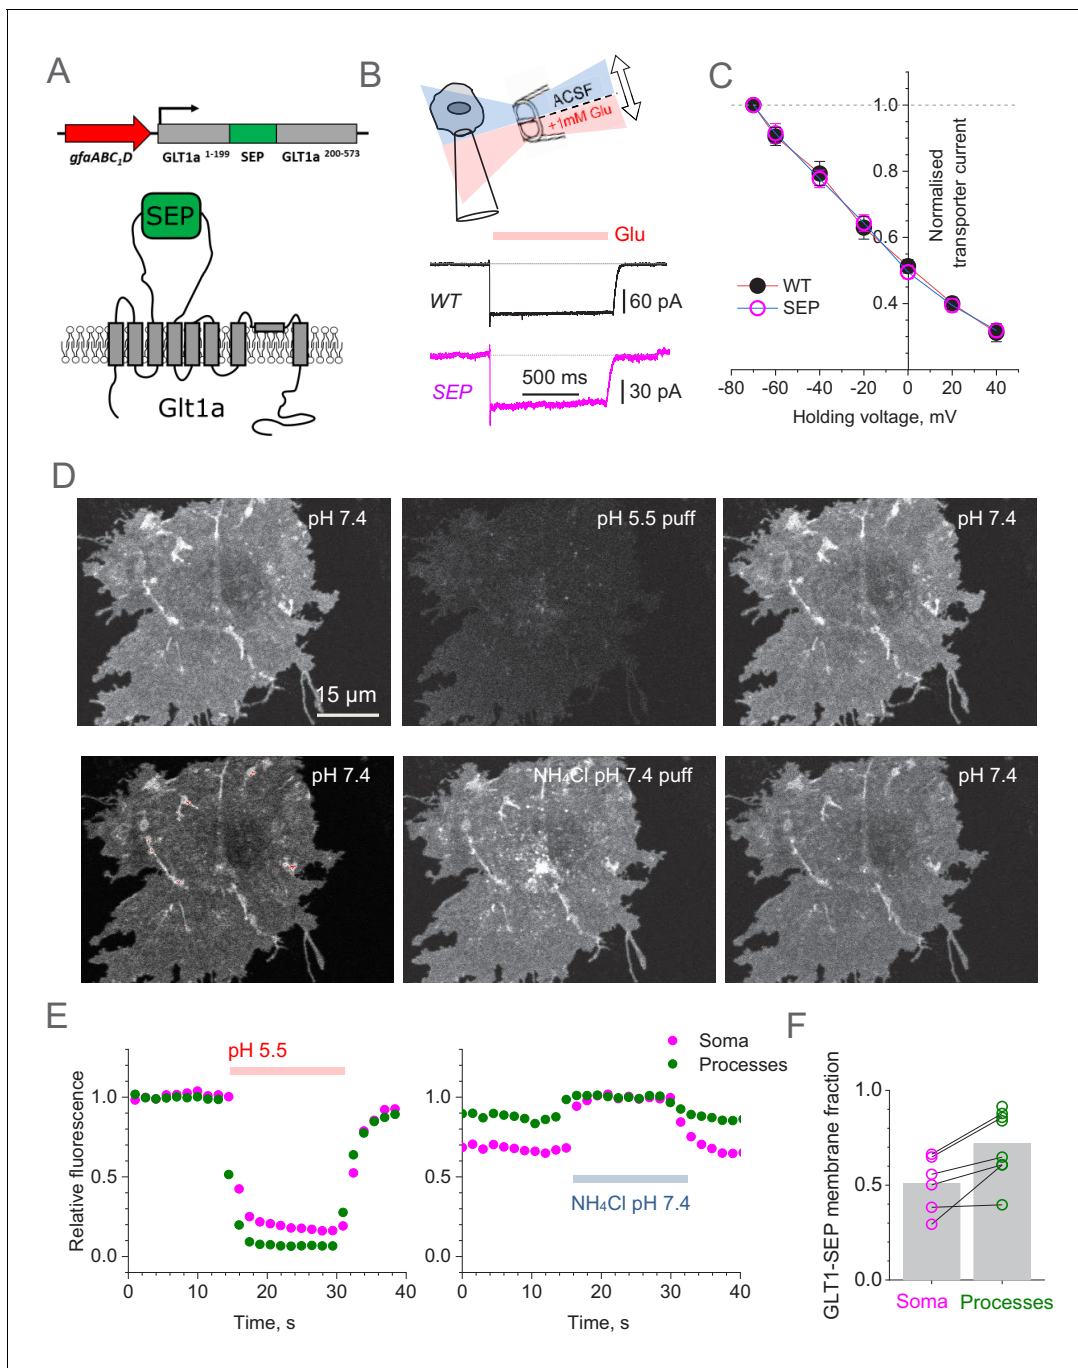 A
gfaABC1D
GLT1a 1-199
SEP
GLT1a 200-573
SEP
Glt1a
B
ACSF
+1mM Glu
Glu
WT
60 pA
SEP
500 ms
30 pA
C
1.0
0.8
0.6
0.4
Normalised
transporter current
WT
SEP
-80 -60 -40 -20 0 20 40
Holding voltage, mV
D
pH 7.4
15 µm
pH 5.5 puff
pH 7.4
pH 7.4
NH₄Cl pH 7.4 puff
pH 7.4
E
Relative fluorescence
1.0
0.5
0.0
pH 5.5
0 10 20 30 40
Time, s
Soma
Processes
1.0
0.5
0.0
NH₄Cl pH 7.4
0 10 20 30 40
Time, s
F
GLT1-SEP membrane fraction
1.0
0.5
0.0
Soma Processes